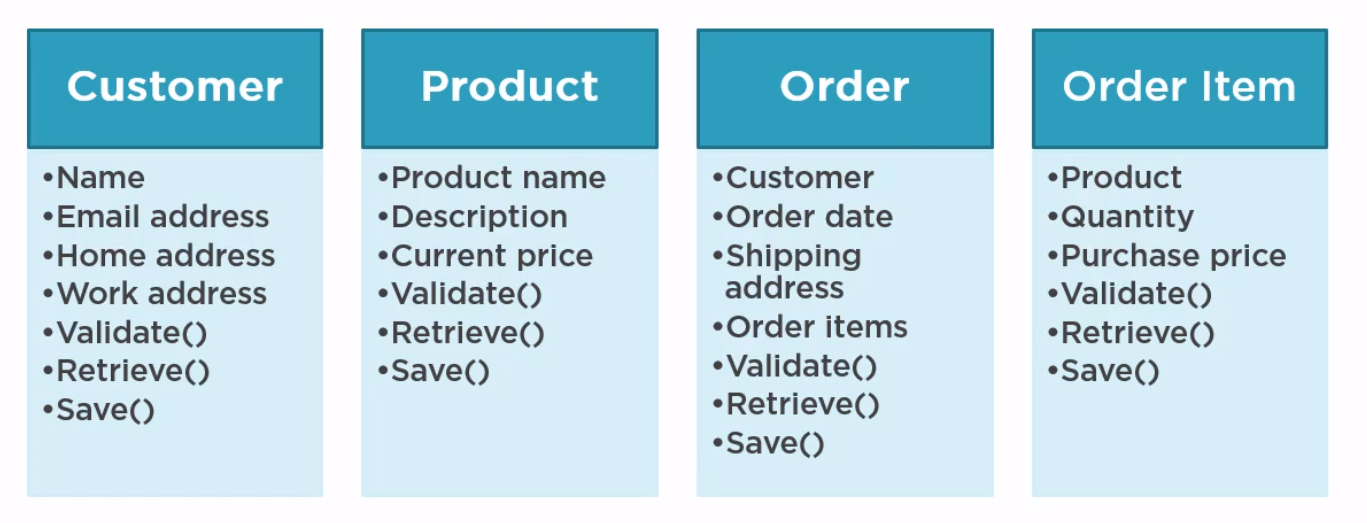 Customer
•Name
•Email address
•Home address
•Work address
•Validate()
•Retrieve()
•Save()
Product
•Product name
•Description
•Current price
•Validate()
•Retrieve()
•Save()
Order
•Customer
•Order date
•Shipping
address
•Order items
•Validate()
•Retrieve()
•Save()
Order Item
•Product
•Quantity
•Purchase price
•Validate()
•Retrieve()
•Save()